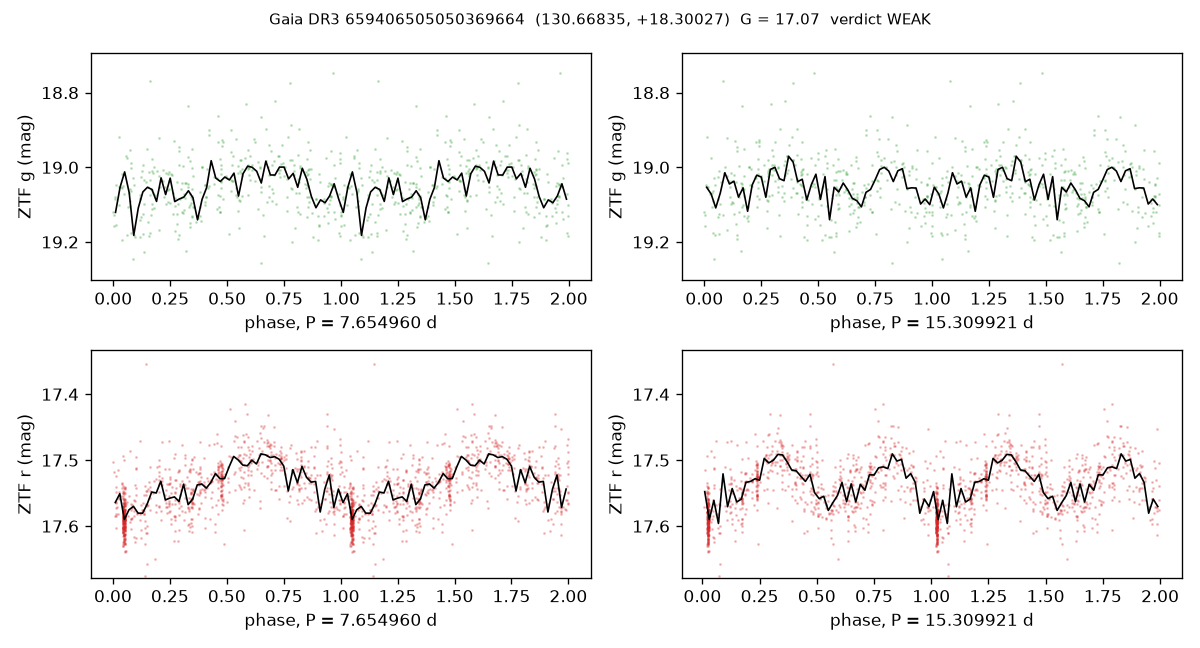 Gaia DR3 659406505050369664  (130.66835, +18.30027)  G = 17.07  verdict WEAK
ZTF g (mag)
18.8
19.0
19.2
0.00 0.25 0.50 0.75 1.00 1.25 1.50 1.75 2.00
phase, P = 7.654960 d
ZTF g (mag)
18.8
19.0
19.2
0.00 0.25 0.50 0.75 1.00 1.25 1.50 1.75 2.00
phase, P = 15.309921 d
ZTF r (mag)
17.4
17.5
17.6
0.00 0.25 0.50 0.75 1.00 1.25 1.50 1.75 2.00
phase, P = 7.654960 d
ZTF r (mag)
17.4
17.5
17.6
0.00 0.25 0.50 0.75 1.00 1.25 1.50 1.75 2.00
phase, P = 15.309921 d